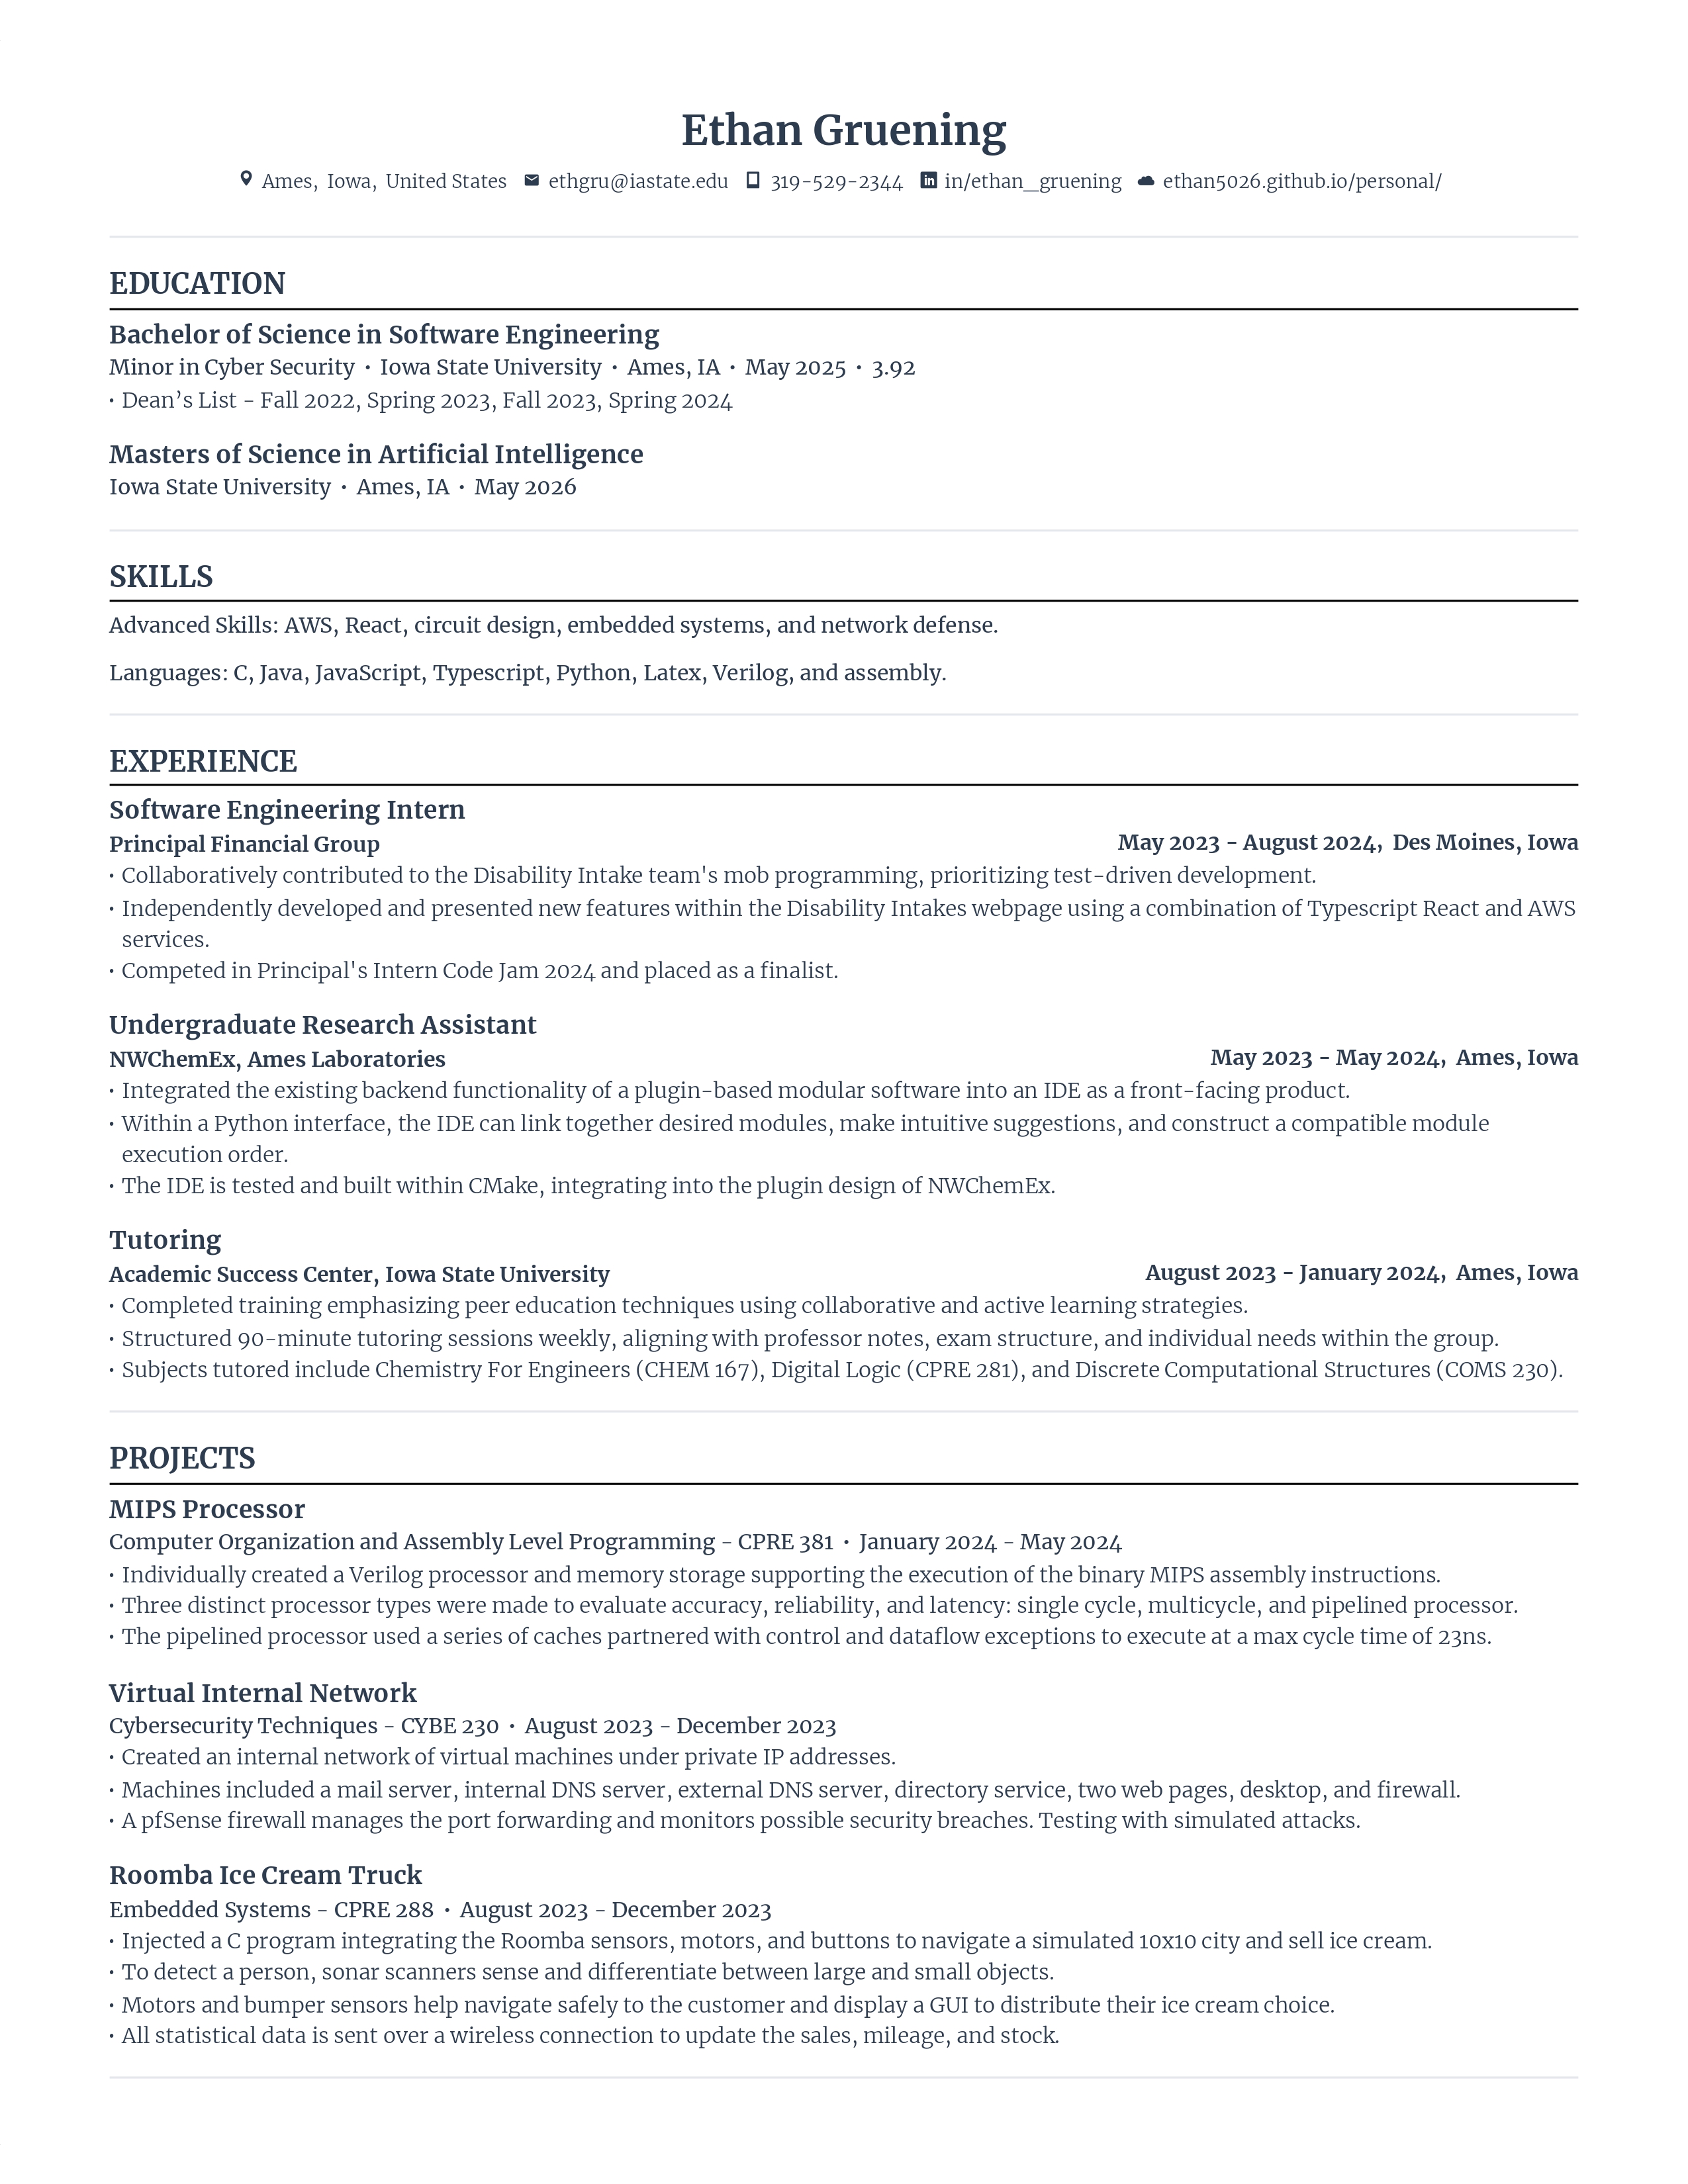 Ethan Gruening
Ames, Iowa, United States ethgru@iastate.edu 319-529-2344 in/ethan_gruening ethan5026.github.io/personal/
EDUCATION
Bachelor of Science in Software Engineering
Minor in Cyber Security • Iowa State University • Ames, IA • May 2025 • 3.92
• Dean’s List - Fall 2022, Spring 2023, Fall 2023, Spring 2024
Masters of Science in Artificial Intelligence
Iowa State University • Ames, IA • May 2026
SKILLS
Advanced Skills: AWS, React, circuit design, embedded systems, and network defense.
Languages: C, Java, JavaScript, Typescript, Python, Latex, Verilog, and assembly.
EXPERIENCE
Software Engineering Intern
Principal Financial Group May 2023 - August 2024, Des Moines, Iowa
• Collaboratively contributed to the Disability Intake team's mob programming, prioritizing test-driven development.
• Independently developed and presented new features within the Disability Intakes webpage using a combination of Typescript React and AWS
services.
• Competed in Principal's Intern Code Jam 2024 and placed as a finalist.
Undergraduate Research Assistant
NWChemEx, Ames Laboratories May 2023 - May 2024, Ames, Iowa
• Integrated the existing backend functionality of a plugin-based modular software into an IDE as a front-facing product.
• Within a Python interface, the IDE can link together desired modules, make intuitive suggestions, and construct a compatible module
execution order.
• The IDE is tested and built within CMake, integrating into the plugin design of NWChemEx.
Tutoring
Academic Success Center, Iowa State University August 2023 - January 2024, Ames, Iowa
• Completed training emphasizing peer education techniques using collaborative and active learning strategies.
• Structured 90-minute tutoring sessions weekly, aligning with professor notes, exam structure, and individual needs within the group.
• Subjects tutored include Chemistry For Engineers (CHEM 167), Digital Logic (CPRE 281), and Discrete Computational Structures (COMS 230).
PROJECTS
MIPS Processor
Computer Organization and Assembly Level Programming - CPRE 381 • January 2024 - May 2024
• Individually created a Verilog processor and memory storage supporting the execution of the binary MIPS assembly instructions.
• Three distinct processor types were made to evaluate accuracy, reliability, and latency: single cycle, multicycle, and pipelined processor.
• The pipelined processor used a series of caches partnered with control and dataflow exceptions to execute at a max cycle time of 23ns.
Virtual Internal Network
Cybersecurity Techniques - CYBE 230 • August 2023 - December 2023
• Created an internal network of virtual machines under private IP addresses.
• Machines included a mail server, internal DNS server, external DNS server, directory service, two web pages, desktop, and firewall.
• A pfSense firewall manages the port forwarding and monitors possible security breaches. Testing with simulated attacks.
Roomba Ice Cream Truck
Embedded Systems - CPRE 288 • August 2023 - December 2023
• Injected a C program integrating the Roomba sensors, motors, and buttons to navigate a simulated 10x10 city and sell ice cream.
• To detect a person, sonar scanners sense and differentiate between large and small objects.
• Motors and bumper sensors help navigate safely to the customer and display a GUI to distribute their ice cream choice.
• All statistical data is sent over a wireless connection to update the sales, mileage, and stock.